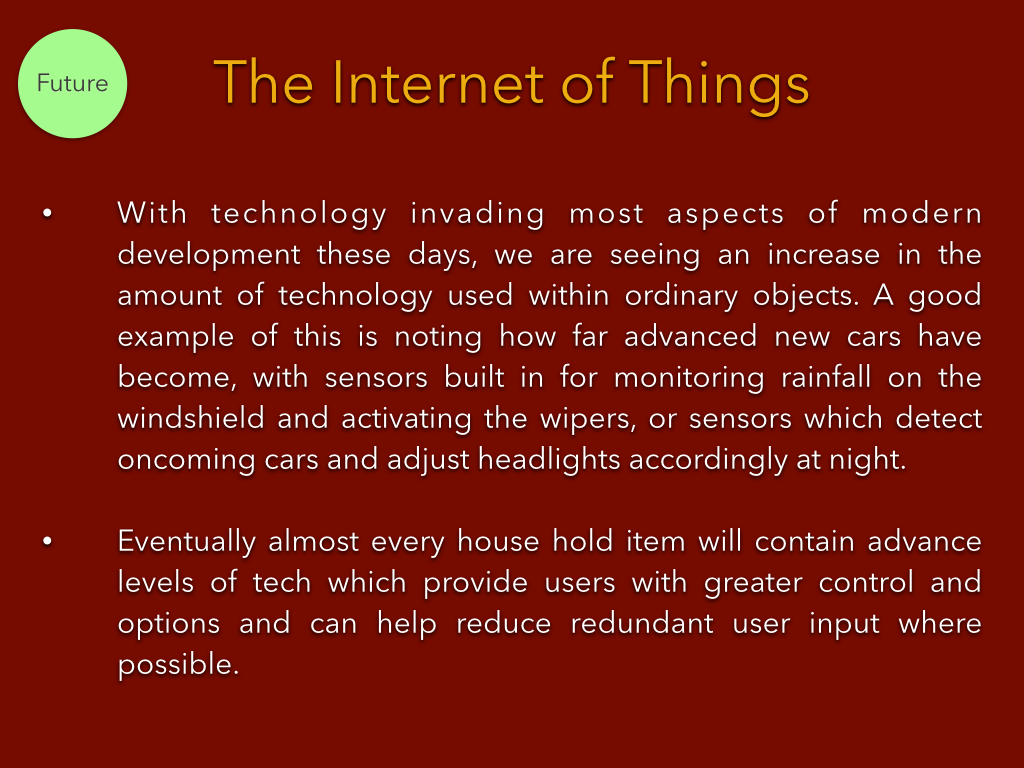 Future
The Internet of Things
• With technology invading most aspects of modern
development these days, we are seeing an increase in the
amount of technology used within ordinary objects. A good
example of this is noting how far advanced new cars have
become, with sensors built in for monitoring rainfall on the
windshield and activating the wipers, or sensors which detect
oncoming cars and adjust headlights accordingly at night.
• Eventually almost every house hold item will contain advance
levels of tech which provide users with greater control and
options and can help reduce redundant user input where
possible.